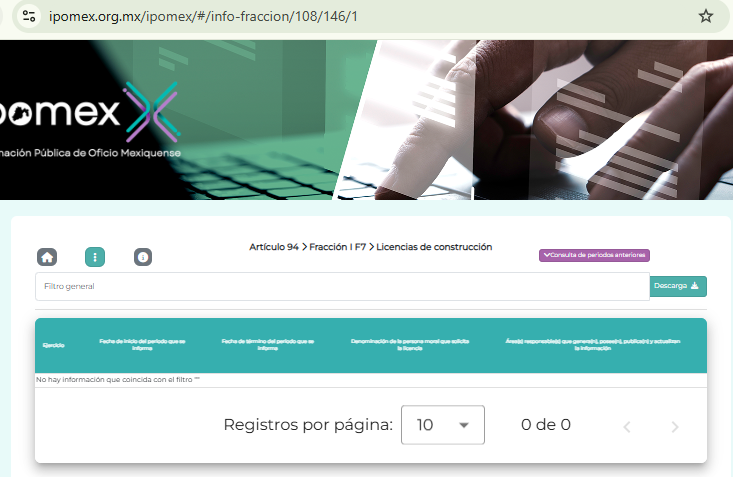 ipomex.org.mx/ipomex/#/info-fraccion/108/146/1
pomex
mación Pública de Oficio Mexiquense
Artículo 94 > Fracción I F7 > Licencias de construcción
Consulta de periodos anteriores
Filtro general
Descarga
Ejercicio
Fecha de inicio del periodo que se
informa
Fecha de término del periodo que se
informa
Denominación de la persona moral que solicita
la licencia
Área(s) responsable(s) que genera(n), posee(n), publica(n) y actualizan
la información
No hay información que coincida con el filtro ""
Registros por página:
10
0 de 0